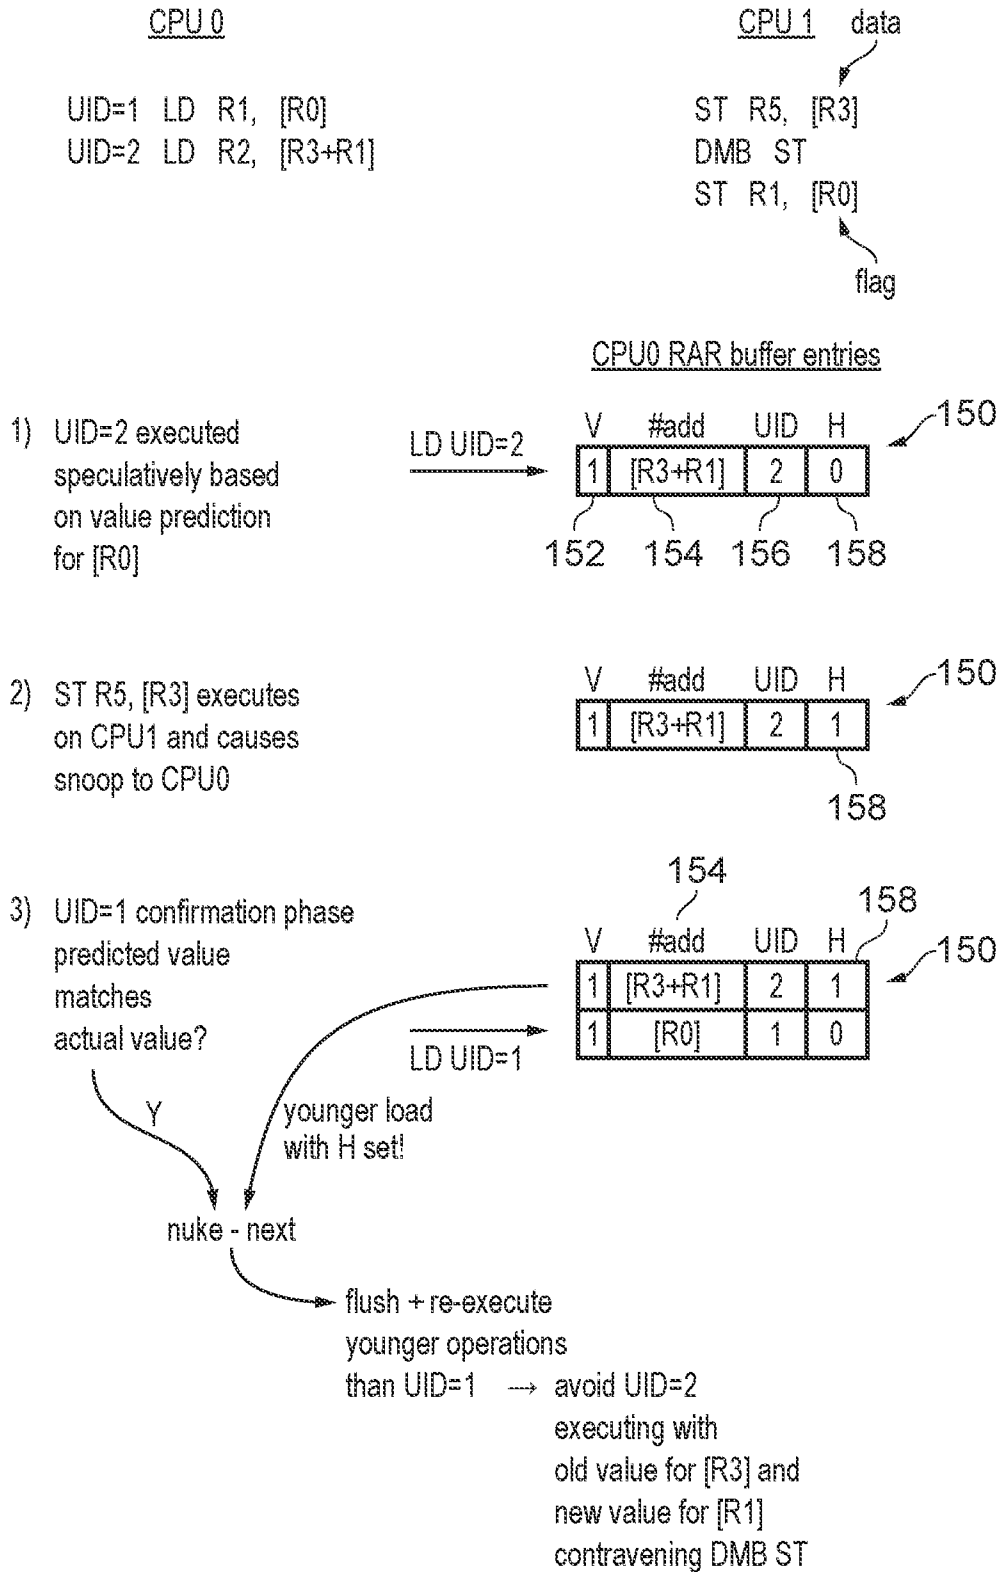 CPU 0
CPU 1 data
UID=1 LD R1, [R0]
UID=2 LD R2, [R3+R1]
ST R5, [R3]
DMB ST
ST R1, [R0]
flag
CPU0 RAR buffer entries
1) UID=2 executed
speculatively based
on value prediction
for [R0]
LD UID=2
V #add UID H
150
1 [R3+R1] 2 0
152 154 156 158
2) ST R5, [R3] executes
on CPU1 and causes
snoop to CPU0
V #add UID H
150
1 [R3+R1] 2 1
158
3) UID=1 confirmation phase
predicted value
matches
actual value?
154
158
V #add UID H
150
1 [R3+R1] 2 1
1 [R0] 1 0
LD UID=1
Y
younger load
with H set!
nuke - next
flush + re-execute
younger operations
than UID=1 → avoid UID=2
executing with
old value for [R3] and
new value for [R1]
contravening DMB ST